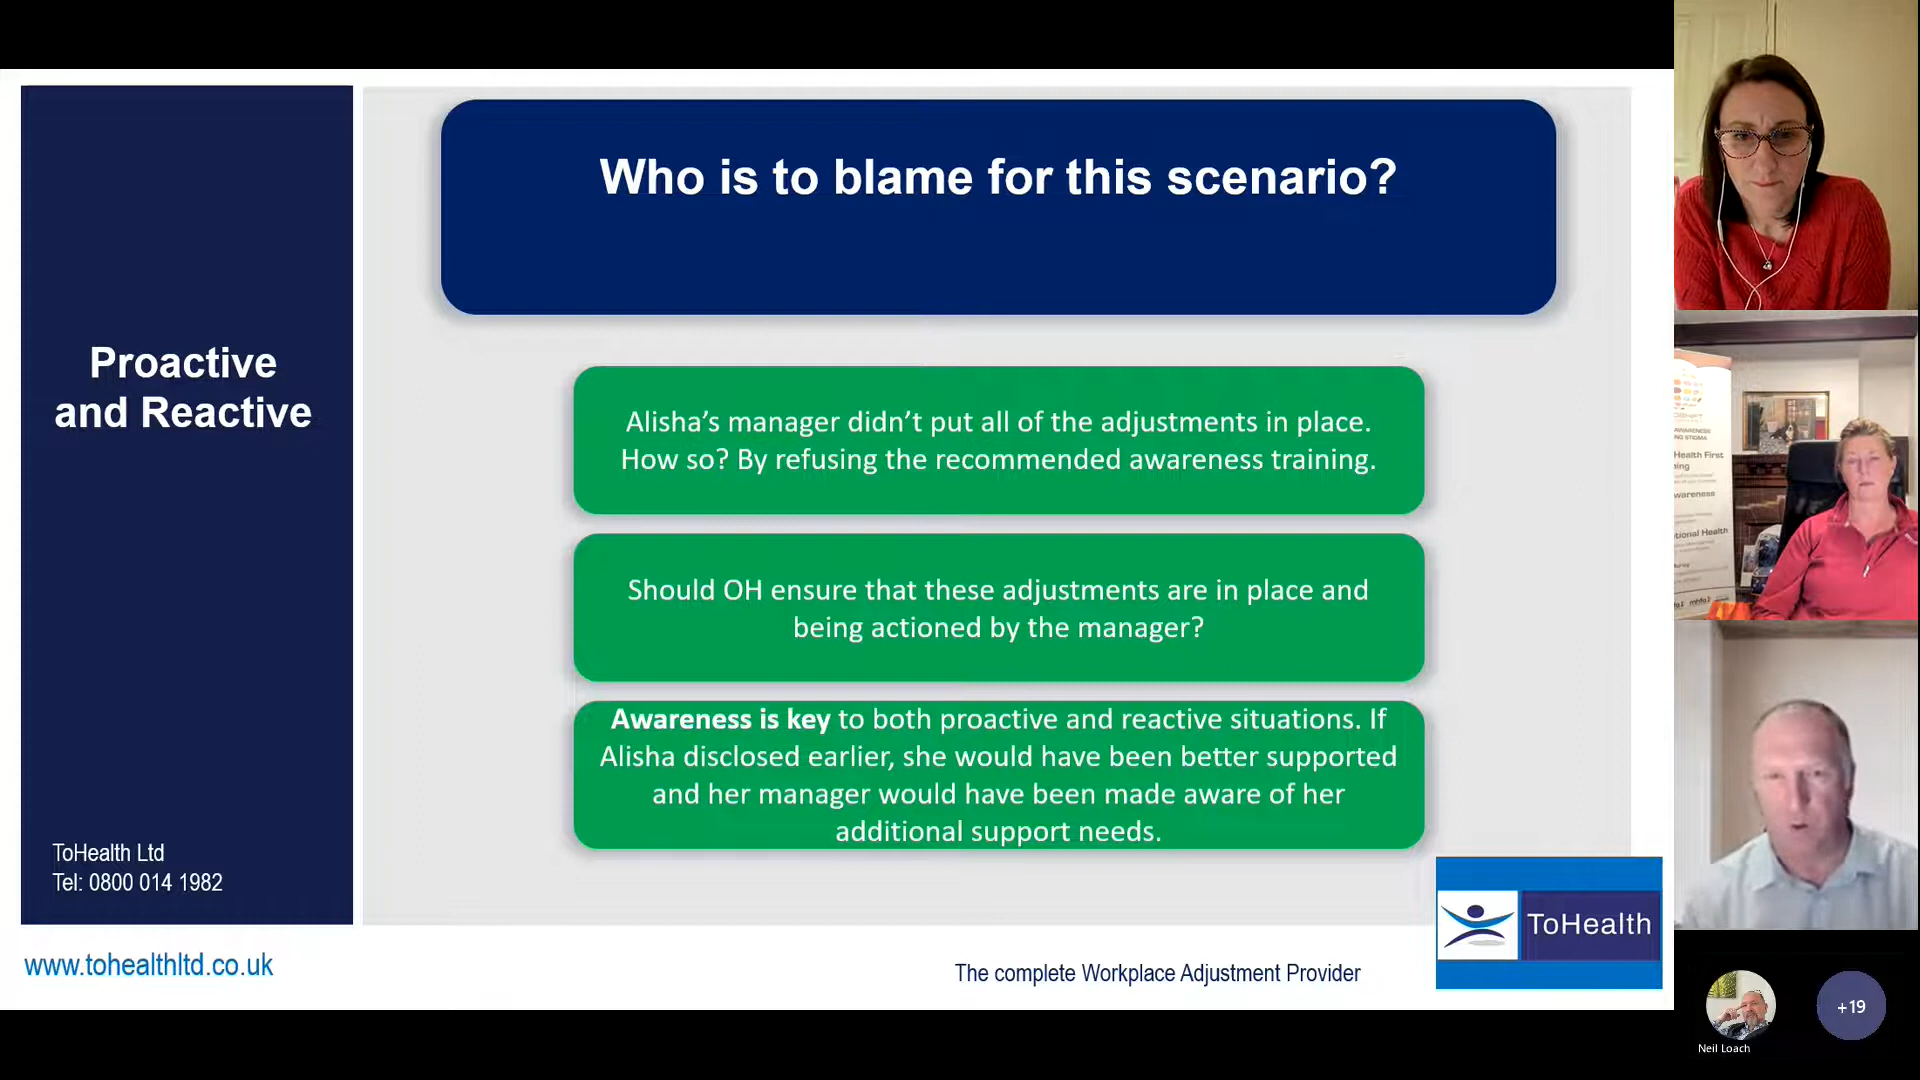 Who is to blame for this scenario?
Proactive
and Reactive
Alisha’s manager didn’t put all of the adjustments in place.
How so? By refusing the recommended awareness training.
Should OH ensure that these adjustments are in place and
being actioned by the manager?
Awareness is key to both proactive and reactive situations. If
Alisha disclosed earlier, she would have been better supported
and her manager would have been made aware of her
additional support needs.
ToHealth Ltd
Tel: 0800 014 1982
www.tohealthltd.co.uk
The complete Workplace Adjustment Provider
ToHealth
Health First
wareness
Health
+19
Neil Loach